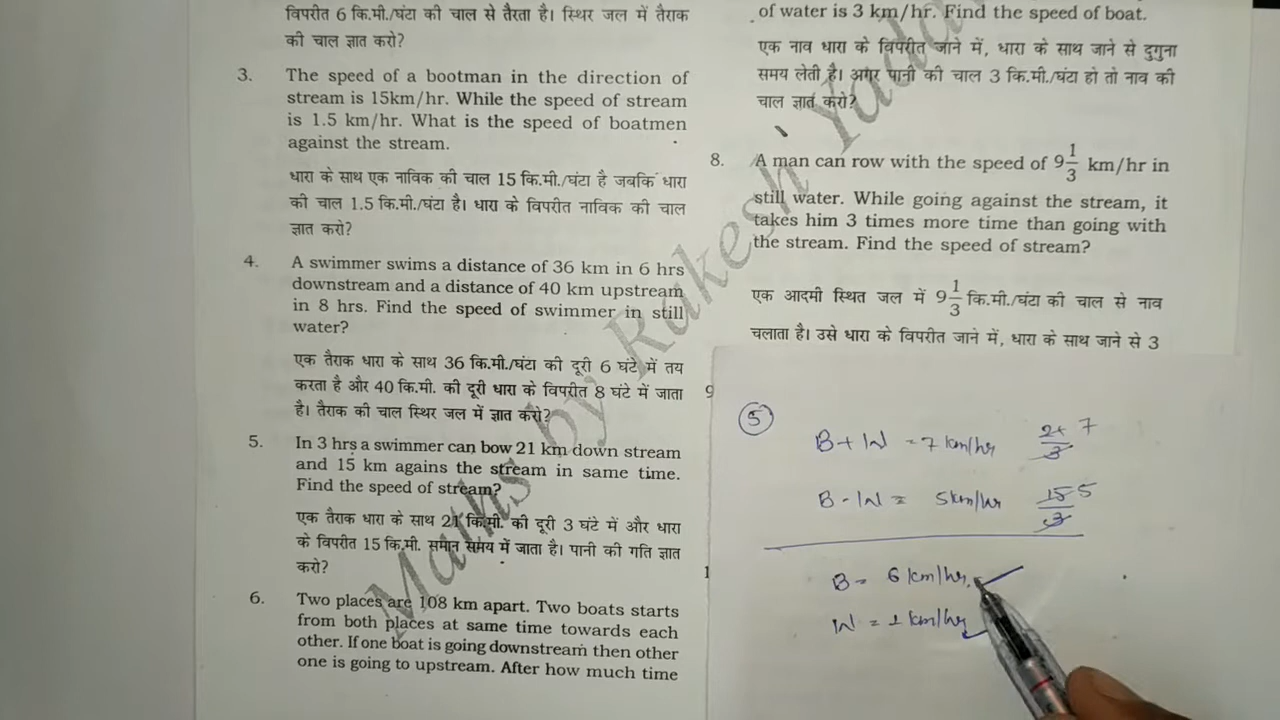 विपरीत 6 कि.मी./घंटा की चाल से तैरता है। स्थिर जल में तैराक
की चाल ज्ञात करो?
3. The speed of a bootman in the direction of
stream is 15km/hr. While the speed of stream
is 1.5 km/hr. What is the speed of boatmen
against the stream.
धारा के साथ एक नाविक की चाल 15 कि.मी./घंटा है जबकि धारा
की चाल 1.5 कि.मी./घंटा है। धारा के विपरीत नाविक की चाल
ज्ञात करो?
4. A swimmer swims a distance of 36 km in 6 hrs
downstream and a distance of 40 km upstream
in 8 hrs. Find the speed of swimmer in still
water?
एक तैराक धारा के साथ 36 कि.मी./घंटा की दूरी 6 घंटे में तय
करता है और 40 कि.मी. की दूरी धारा के विपरीत 8 घंटे में जाता
है। तैराक की चाल स्थिर जल में ज्ञात करो?
5. In 3 hrs a swimmer can bow 21 km down stream
and 15 km agains the stream in same time.
Find the speed of stream?
एक तैराक धारा के साथ 21 कि.मी. की दूरी 3 घंटे में और धारा
के विपरीत 15 कि.मी. समान समय में जाता है। पानी की गति ज्ञात
करो?
6. Two places are 108 km apart. Two boats starts
from both places at same time towards each
other. If one boat is going downstream then other
one is going to upstream. After how much time
of water is 3 km/hr. Find the speed of boat.
एक नाव धारा के विपरीत जाने में, धारा के साथ जाने से दुगुना
समय लेती है। अगर पानी की चाल 3 कि.मी./घंटा हो तो नाव की
चाल ज्ञात करो?
8. A man can row with the speed of 9 1/3 km/hr in
still water. While going against the stream, it
takes him 3 times more time than going with
the stream. Find the speed of stream?
एक आदमी स्थित जल में 9 1/3 कि.मी./घंटा की चाल से नाव
चलाता है। उसे धारा के विपरीत जाने में, धारा के साथ जाने से 3
9
1
5
B + W = 7 km/hr 21/3 7
B - W = 5 km/hr 15/3 5
B = 6 km/hr.
W = 1 km/hr
Maths by Rakesh Yadav